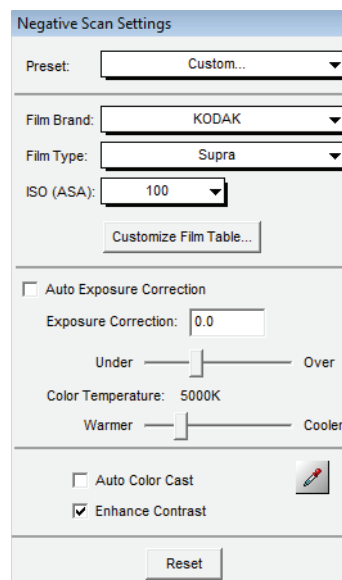 Negative Scan Settings
Preset: Custom...
Film Brand: KODAK
Film Type: Supra
ISO (ASA): 100
Customize Film Table...
Auto Exposure Correction
Exposure Correction: 0.0
Under Over
Color Temperature: 5000K
Warmer Cooler
Auto Color Cast
Enhance Contrast
Reset